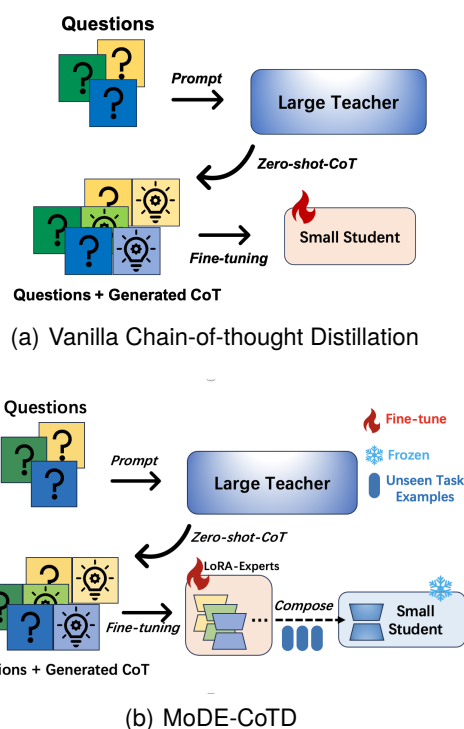 Questions
?
?
?
Prompt
Large Teacher
Zero-shot-CoT
?
?
?
Fine-tuning
Small Student
Questions + Generated CoT
(a) Vanilla Chain-of-thought Distillation
Questions
?
?
?
Prompt
Large Teacher
Fine-tune
Frozen
Unseen Task
Examples
Zero-shot-CoT
?
?
?
Fine-tuning
LoRA-Experts
...
Compose
Small
Student
ions + Generated CoT
(b) MoDE-CoTD